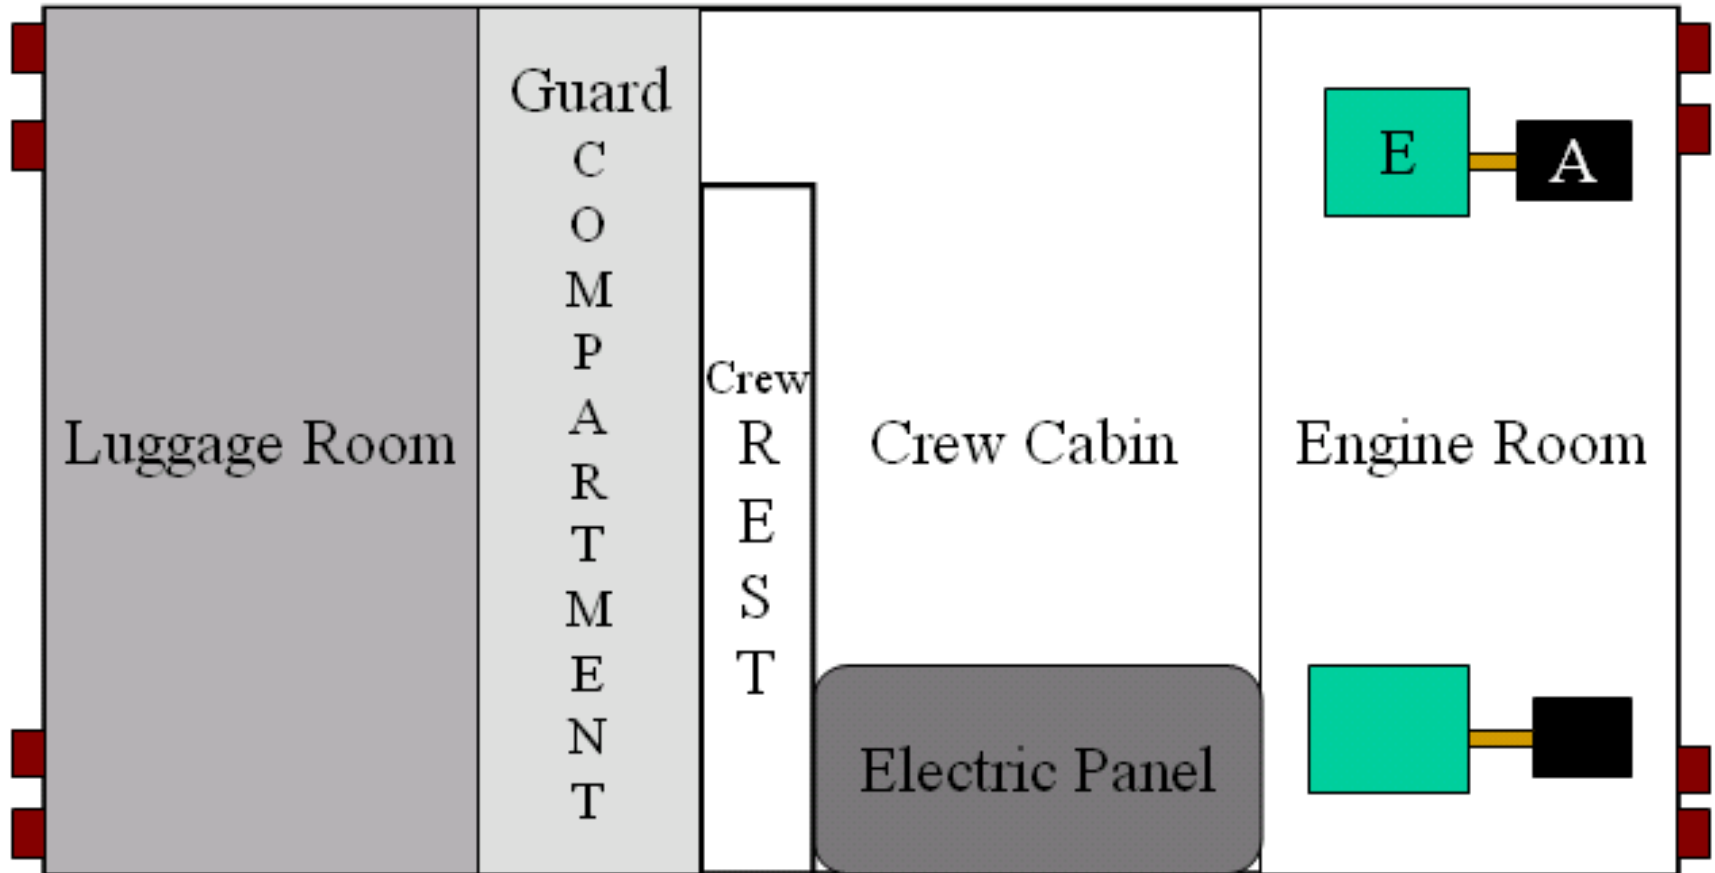 Luggage Room
Guard
C
O
M
P
A
R
T
M
E
N
T
Crew
R
E
S
T
Crew Cabin
Electric Panel
E
A
Engine Room